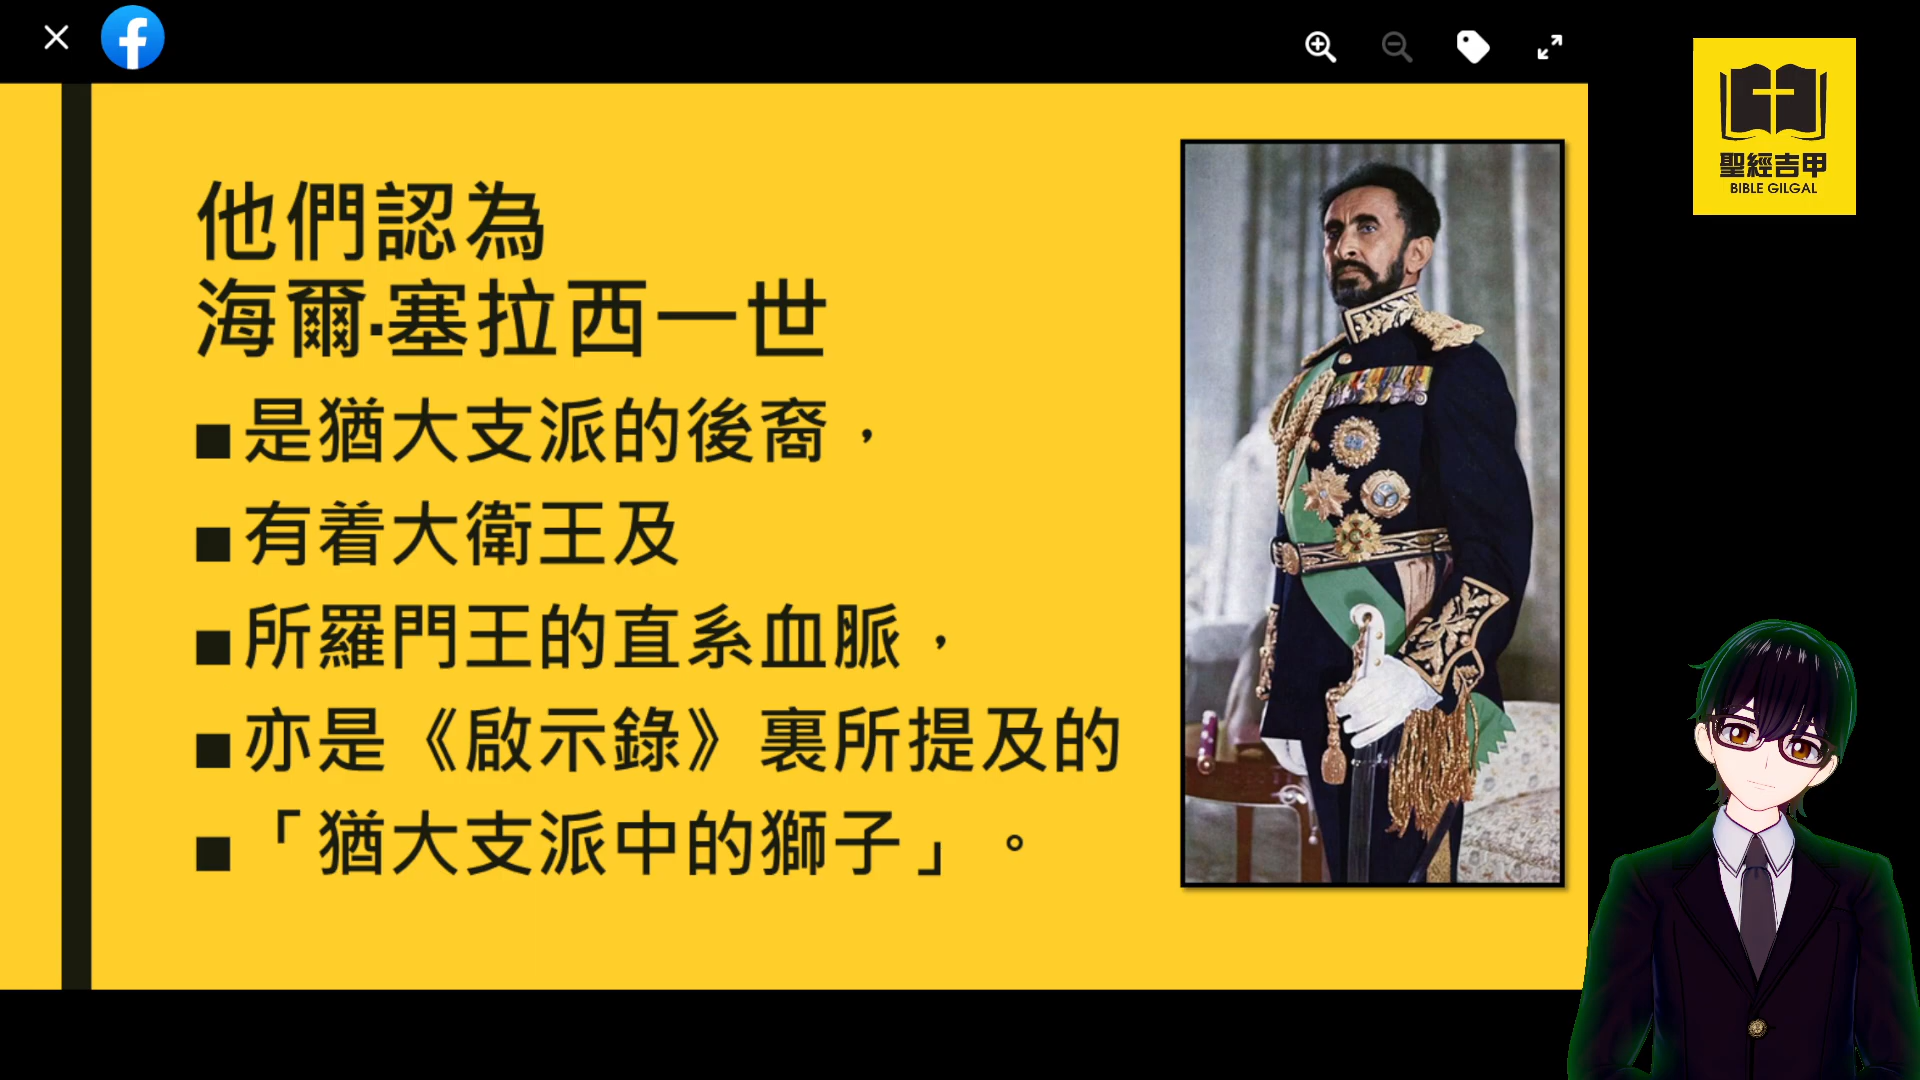 他們認為
海爾·塞拉西一世
■是猶大支派的後裔，
■有着大衛王及
■所羅門王的直系血脈，
■亦是《啟示錄》裏所提及的
■「猶大支派中的獅子」。
聖經吉甲
BIBLE GILGAL